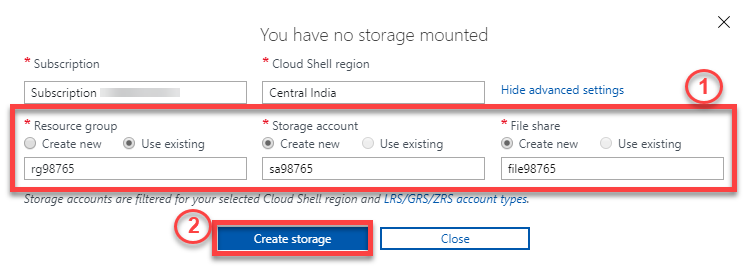 You have no storage mounted
* Subscription * Cloud Shell region
Subscription Central India Hide advanced settings
1
* Resource group * Storage account * File share
Create new Use existing Create new Use existing Create new Use existing
rg98765 sa98765 file98765
Storage accounts are filtered for your selected Cloud Shell region and LRS/GRS/ZRS account types.
2
Create storage Close